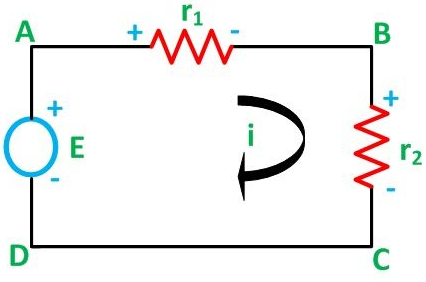 A + r₁ - B
+ E -
i
+ r₂ -
D C